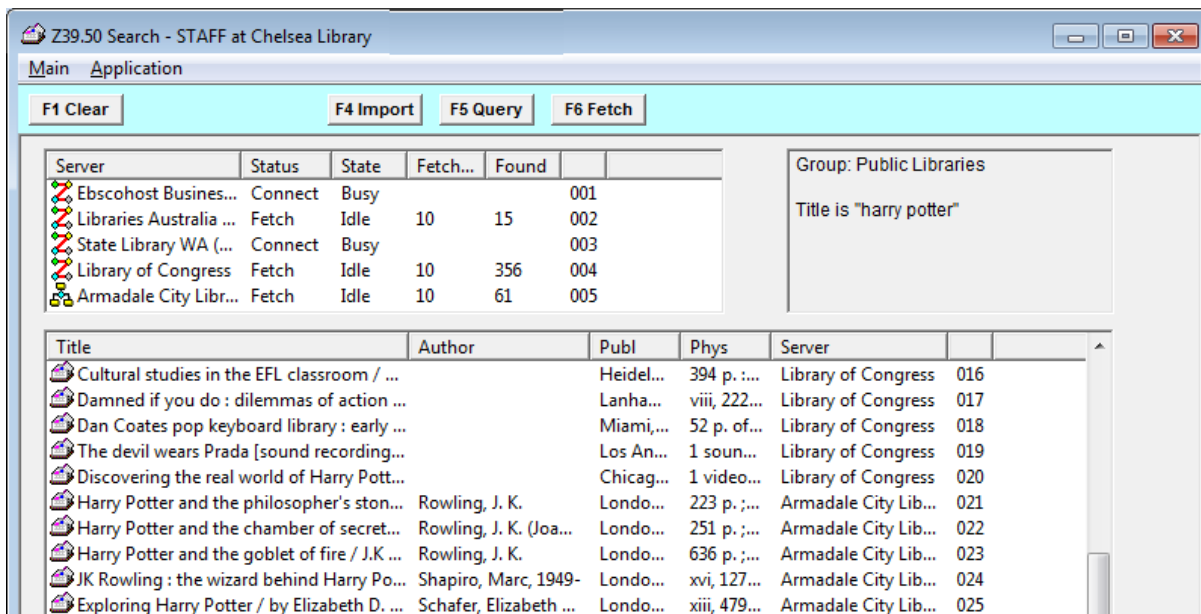 Z39.50 Search - STAFF at Chelsea Library
Main Application
F1 Clear F4 Import F5 Query F6 Fetch
Server Status State Fetch... Found
Ebscohost Busines... Connect Busy 001
Libraries Australia ... Fetch Idle 10 15 002
State Library WA (... Connect Busy 003
Library of Congress Fetch Idle 10 356 004
Armadale City Libr... Fetch Idle 10 61 005
Group: Public Libraries
Title is "harry potter"
Title Author Publ Phys Server
Cultural studies in the EFL classroom / ... Heidel... 394 p. ;... Library of Congress 016
Damned if you do : dilemmas of action ... Lanha... viii, 222... Library of Congress 017
Dan Coates pop keyboard library : early ... Miami,... 52 p. of... Library of Congress 018
The devil wears Prada [sound recording... Los An... 1 soun... Library of Congress 019
Discovering the real world of Harry Pott... Chicag... 1 video... Library of Congress 020
Harry Potter and the philosopher's ston... Rowling, J. K. Londo... 223 p. ;... Armadale City Lib... 021
Harry Potter and the chamber of secret... Rowling, J. K. (Joa... Londo... 251 p. ;... Armadale City Lib... 022
Harry Potter and the goblet of fire / J.K ... Rowling, J. K. Londo... 636 p. ;... Armadale City Lib... 023
JK Rowling : the wizard behind Harry Po... Shapiro, Marc, 1949- Londo... xvi, 127... Armadale City Lib... 024
Exploring Harry Potter / by Elizabeth D. ... Schafer, Elizabeth ... Londo... xiii, 479... Armadale City Lib... 025